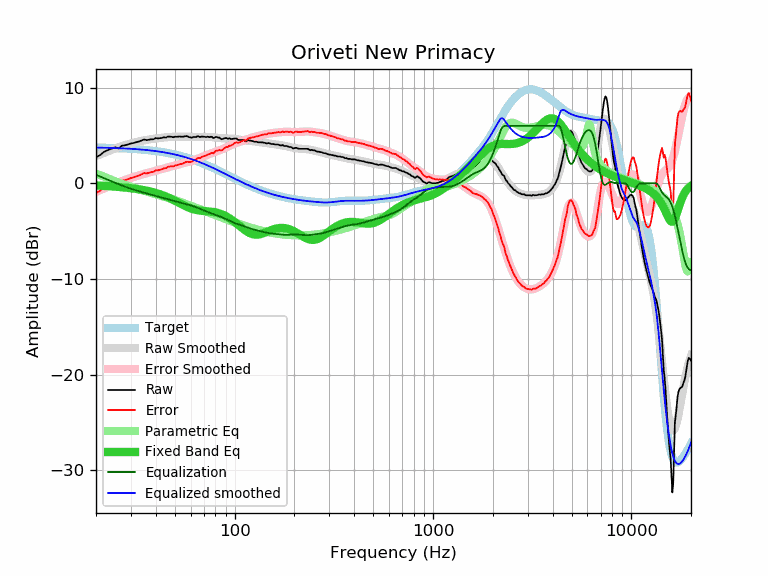 Oriveti New Primacy
Amplitude (dBr)
10
0
−10
−20
−30
Target
Raw Smoothed
Error Smoothed
Raw
Error
Parametric Eq
Fixed Band Eq
Equalization
Equalized smoothed
100
1000
10000
Frequency (Hz)